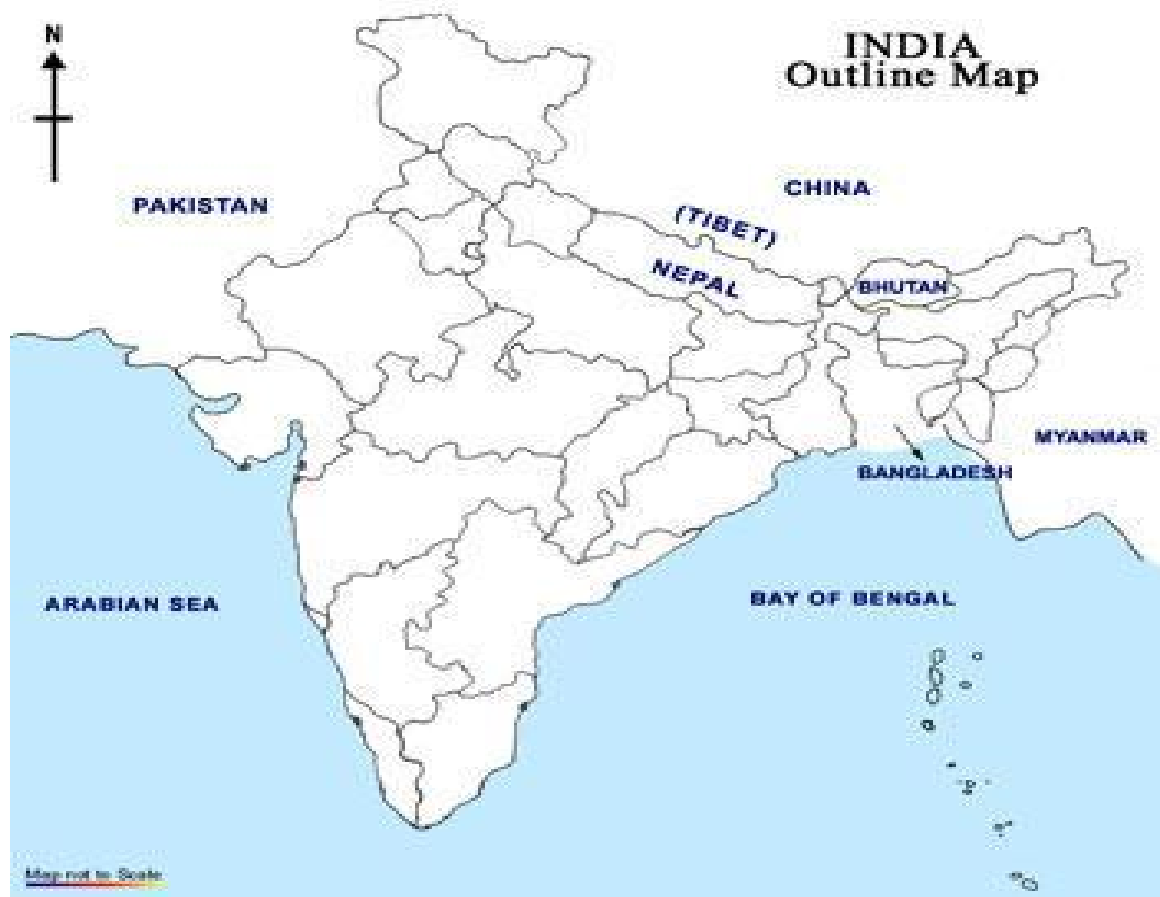 N
INDIA
Outline Map
CHINA
PAKISTAN
(TIBET)
NEPAL
BHUTAN
MYANMAR
BANGLADESH
ARABIAN SEA
BAY OF BENGAL
Map not to Scale